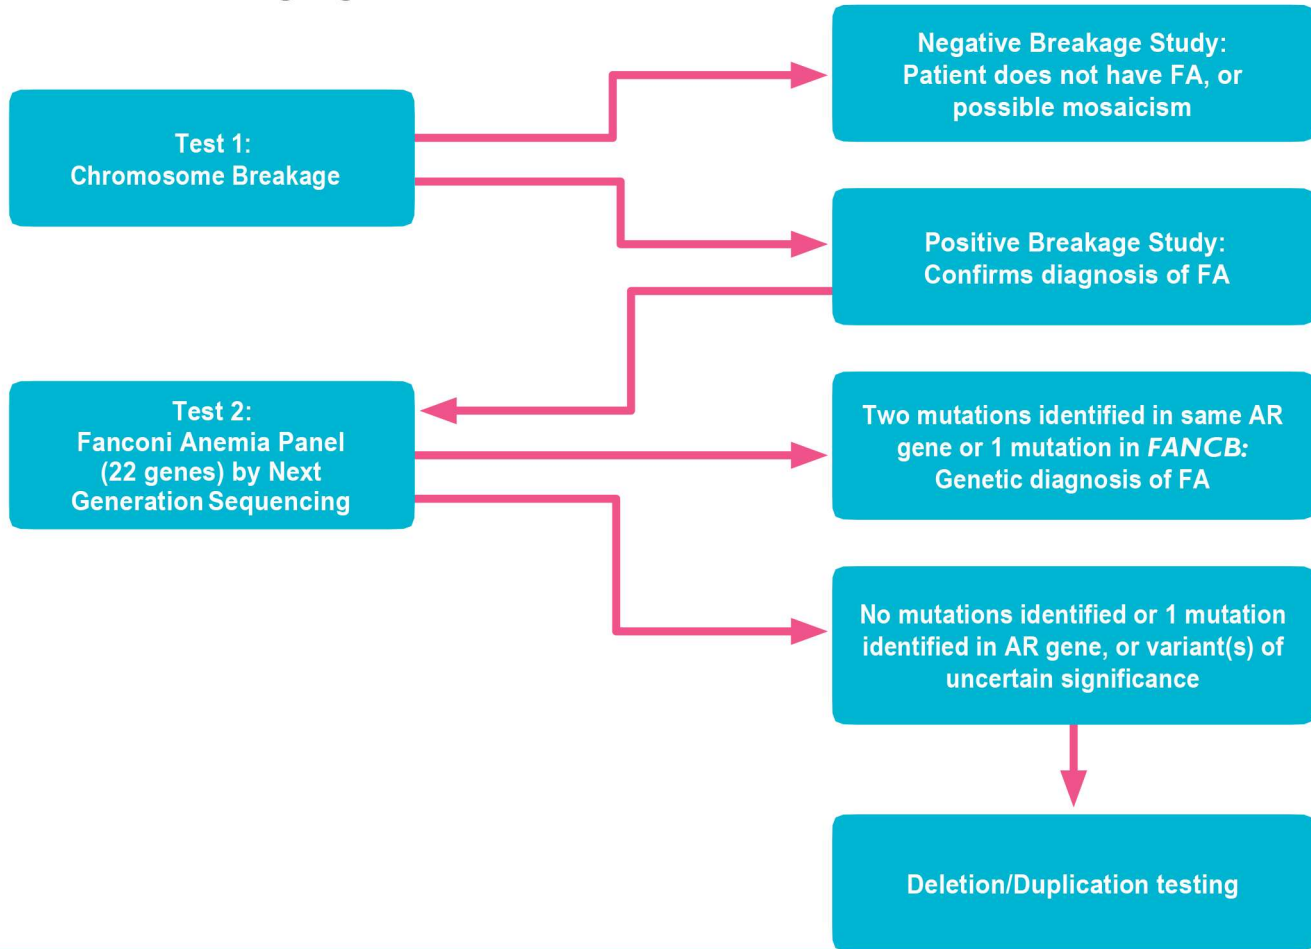 Negative Breakage Study:
Patient does not have FA, or
possible mosaicism
Test 1:
Chromosome Breakage
Positive Breakage Study:
Confirms diagnosis of FA
Test 2:
Fanconi Anemia Panel
(22 genes) by Next
Generation Sequencing
Two mutations identified in same AR
gene or 1 mutation in FANCB:
Genetic diagnosis of FA
No mutations identified or 1 mutation
identified in AR gene, or variant(s) of
uncertain significance
Deletion/Duplication testing